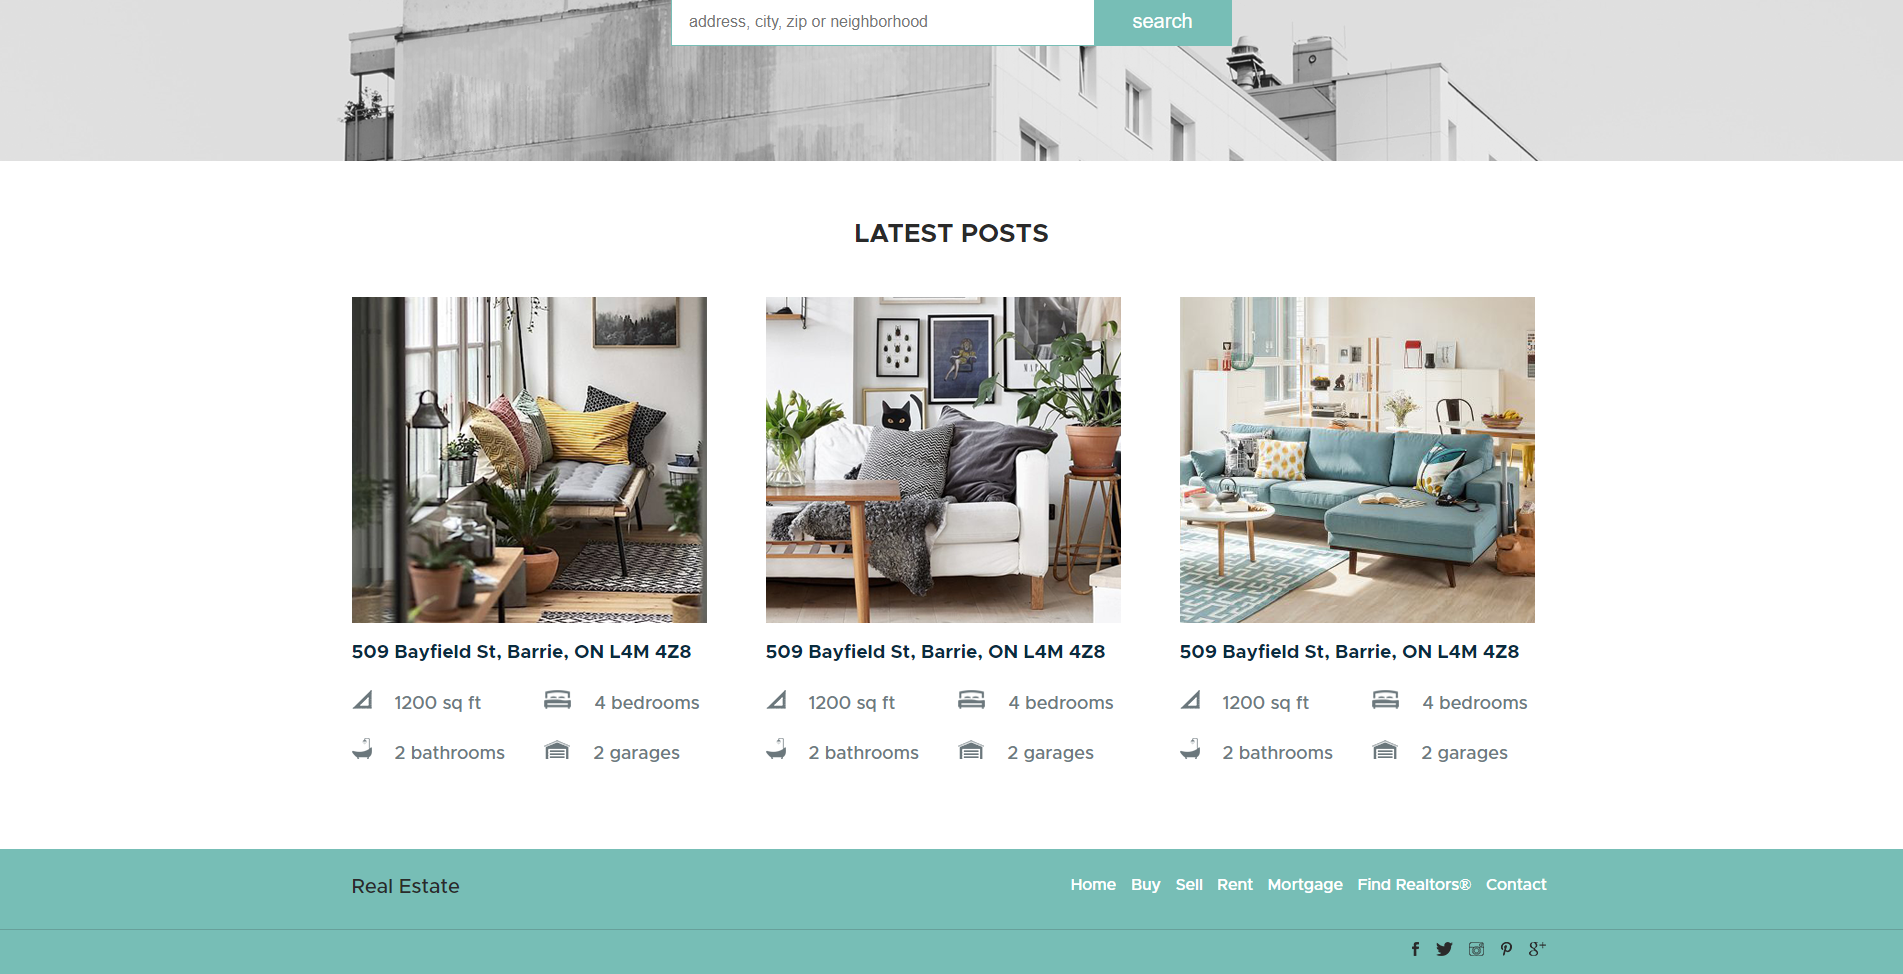 address, city, zip or neighborhood
search
LATEST POSTS
509 Bayfield St, Barrie, ON L4M 4Z8
1200 sq ft
4 bedrooms
2 bathrooms
2 garages
509 Bayfield St, Barrie, ON L4M 4Z8
1200 sq ft
4 bedrooms
2 bathrooms
2 garages
509 Bayfield St, Barrie, ON L4M 4Z8
1200 sq ft
4 bedrooms
2 bathrooms
2 garages
Real Estate
Home Buy Sell Rent Mortgage Find Realtors® Contact